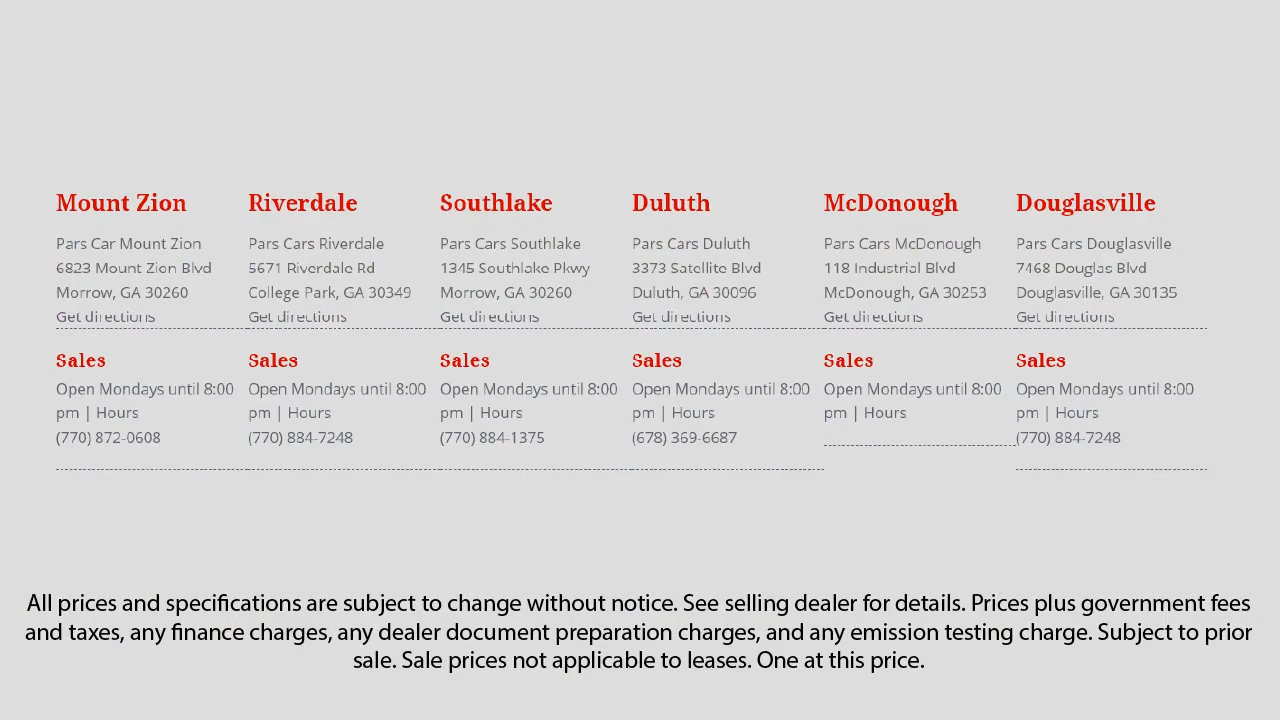 Mount Zion
Pars Car Mount Zion
6823 Mount Zion Blvd
Morrow, GA 30260
Get directions
Sales
Open Mondays until 8:00
pm | Hours
(770) 872-0608
Riverdale
Pars Cars Riverdale
5671 Riverdale Rd
College Park, GA 30349
Get directions
Sales
Open Mondays until 8:00
pm | Hours
(770) 884-7248
Southlake
Pars Cars Southlake
1345 Southlake Pkwy
Morrow, GA 30260
Get directions
Sales
Open Mondays until 8:00
pm | Hours
(770) 884-1375
Duluth
Pars Cars Duluth
3373 Satellite Blvd
Duluth, GA 30096
Get directions
Sales
Open Mondays until 8:00
pm | Hours
(678) 369-6687
McDonough
Pars Cars McDonough
118 Industrial Blvd
McDonough, GA 30253
Get directions
Sales
Open Mondays until 8:00
pm | Hours
Douglasville
Pars Cars Douglasville
7468 Douglas Blvd
Douglasville, GA 30135
Get directions
Sales
Open Mondays until 8:00
pm | Hours
(770) 884-7248
All prices and specifications are subject to change without notice. See selling dealer for details. Prices plus government fees
and taxes, any finance charges, any dealer document preparation charges, and any emission testing charge. Subject to prior
sale. Sale prices not applicable to leases. One at this price.